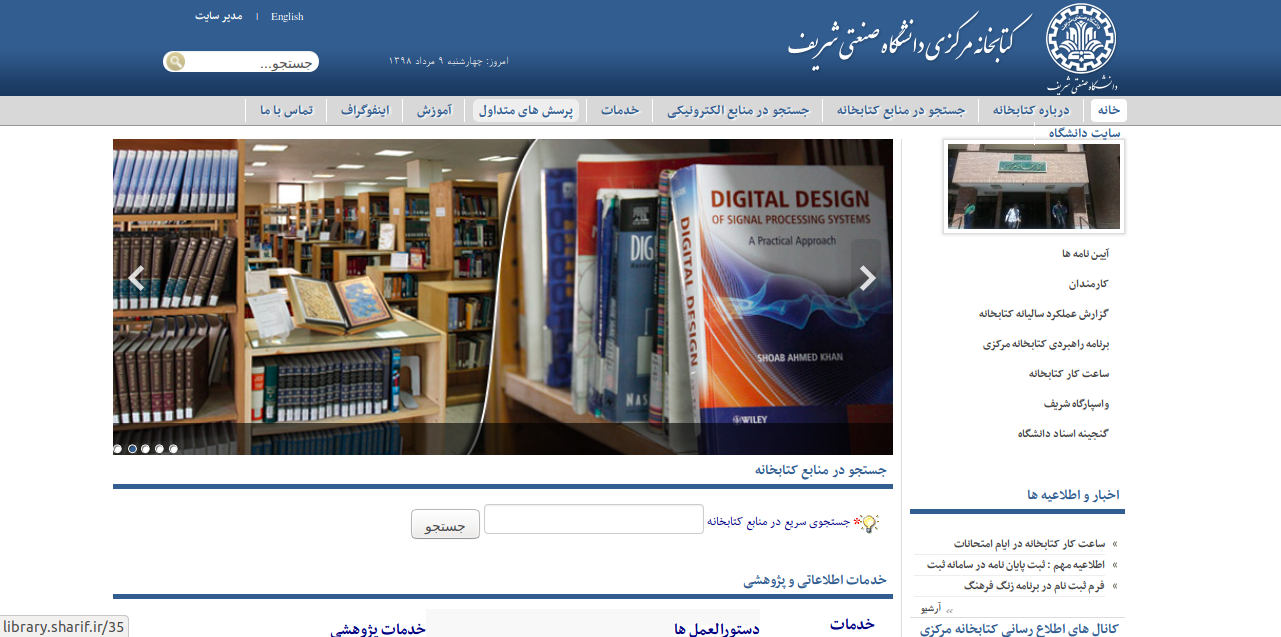 English | مدیر سایت
کتابخانه مرکزی دانشگاه صنعتی شریف
دانشگاه صنعتی شریف
امروز: چهارشنبه ۹ مرداد ۱۳۹۸
جستجو...
خانه
درباره کتابخانه
جستجو در منابع کتابخانه
جستجو در منابع الکترونیکی
خدمات
پرسش های متداول
آموزش
اینفوگراف
تماس با ما
سایت دانشگاه
آیین نامه ها
کارمندان
گزارش عملکرد سالیانه کتابخانه
برنامه راهبردی کتابخانه مرکزی
ساعت کار کتابخانه
واسپارگاه شریف
گنجینه اسناد دانشگاه
اخبار و اطلاعیه ها
» ساعت کار کتابخانه در ایام امتحانات
» اطلاعیه مهم : ثبت پایان نامه در سامانه ثبت
» فرم ثبت نام در برنامه زنگ فرهنگ
آرشیو
کانال های اطلاع رسانی کتابخانه مرکزی
DIGITAL DESIGN
OF SIGNAL PROCESSING SYSTEMS
A Practical Approach
SHOAB AHMED KHAN
WILEY
DIGITAL DESIGN
DIG
NAS
جستجو در منابع کتابخانه
* جستجوی سریع در منابع کتابخانه
جستجو
خدمات اطلاعاتی و پژوهشی
خدمات
دستورالعمل ها
خدمات پژوهشی
library.sharif.ir/35